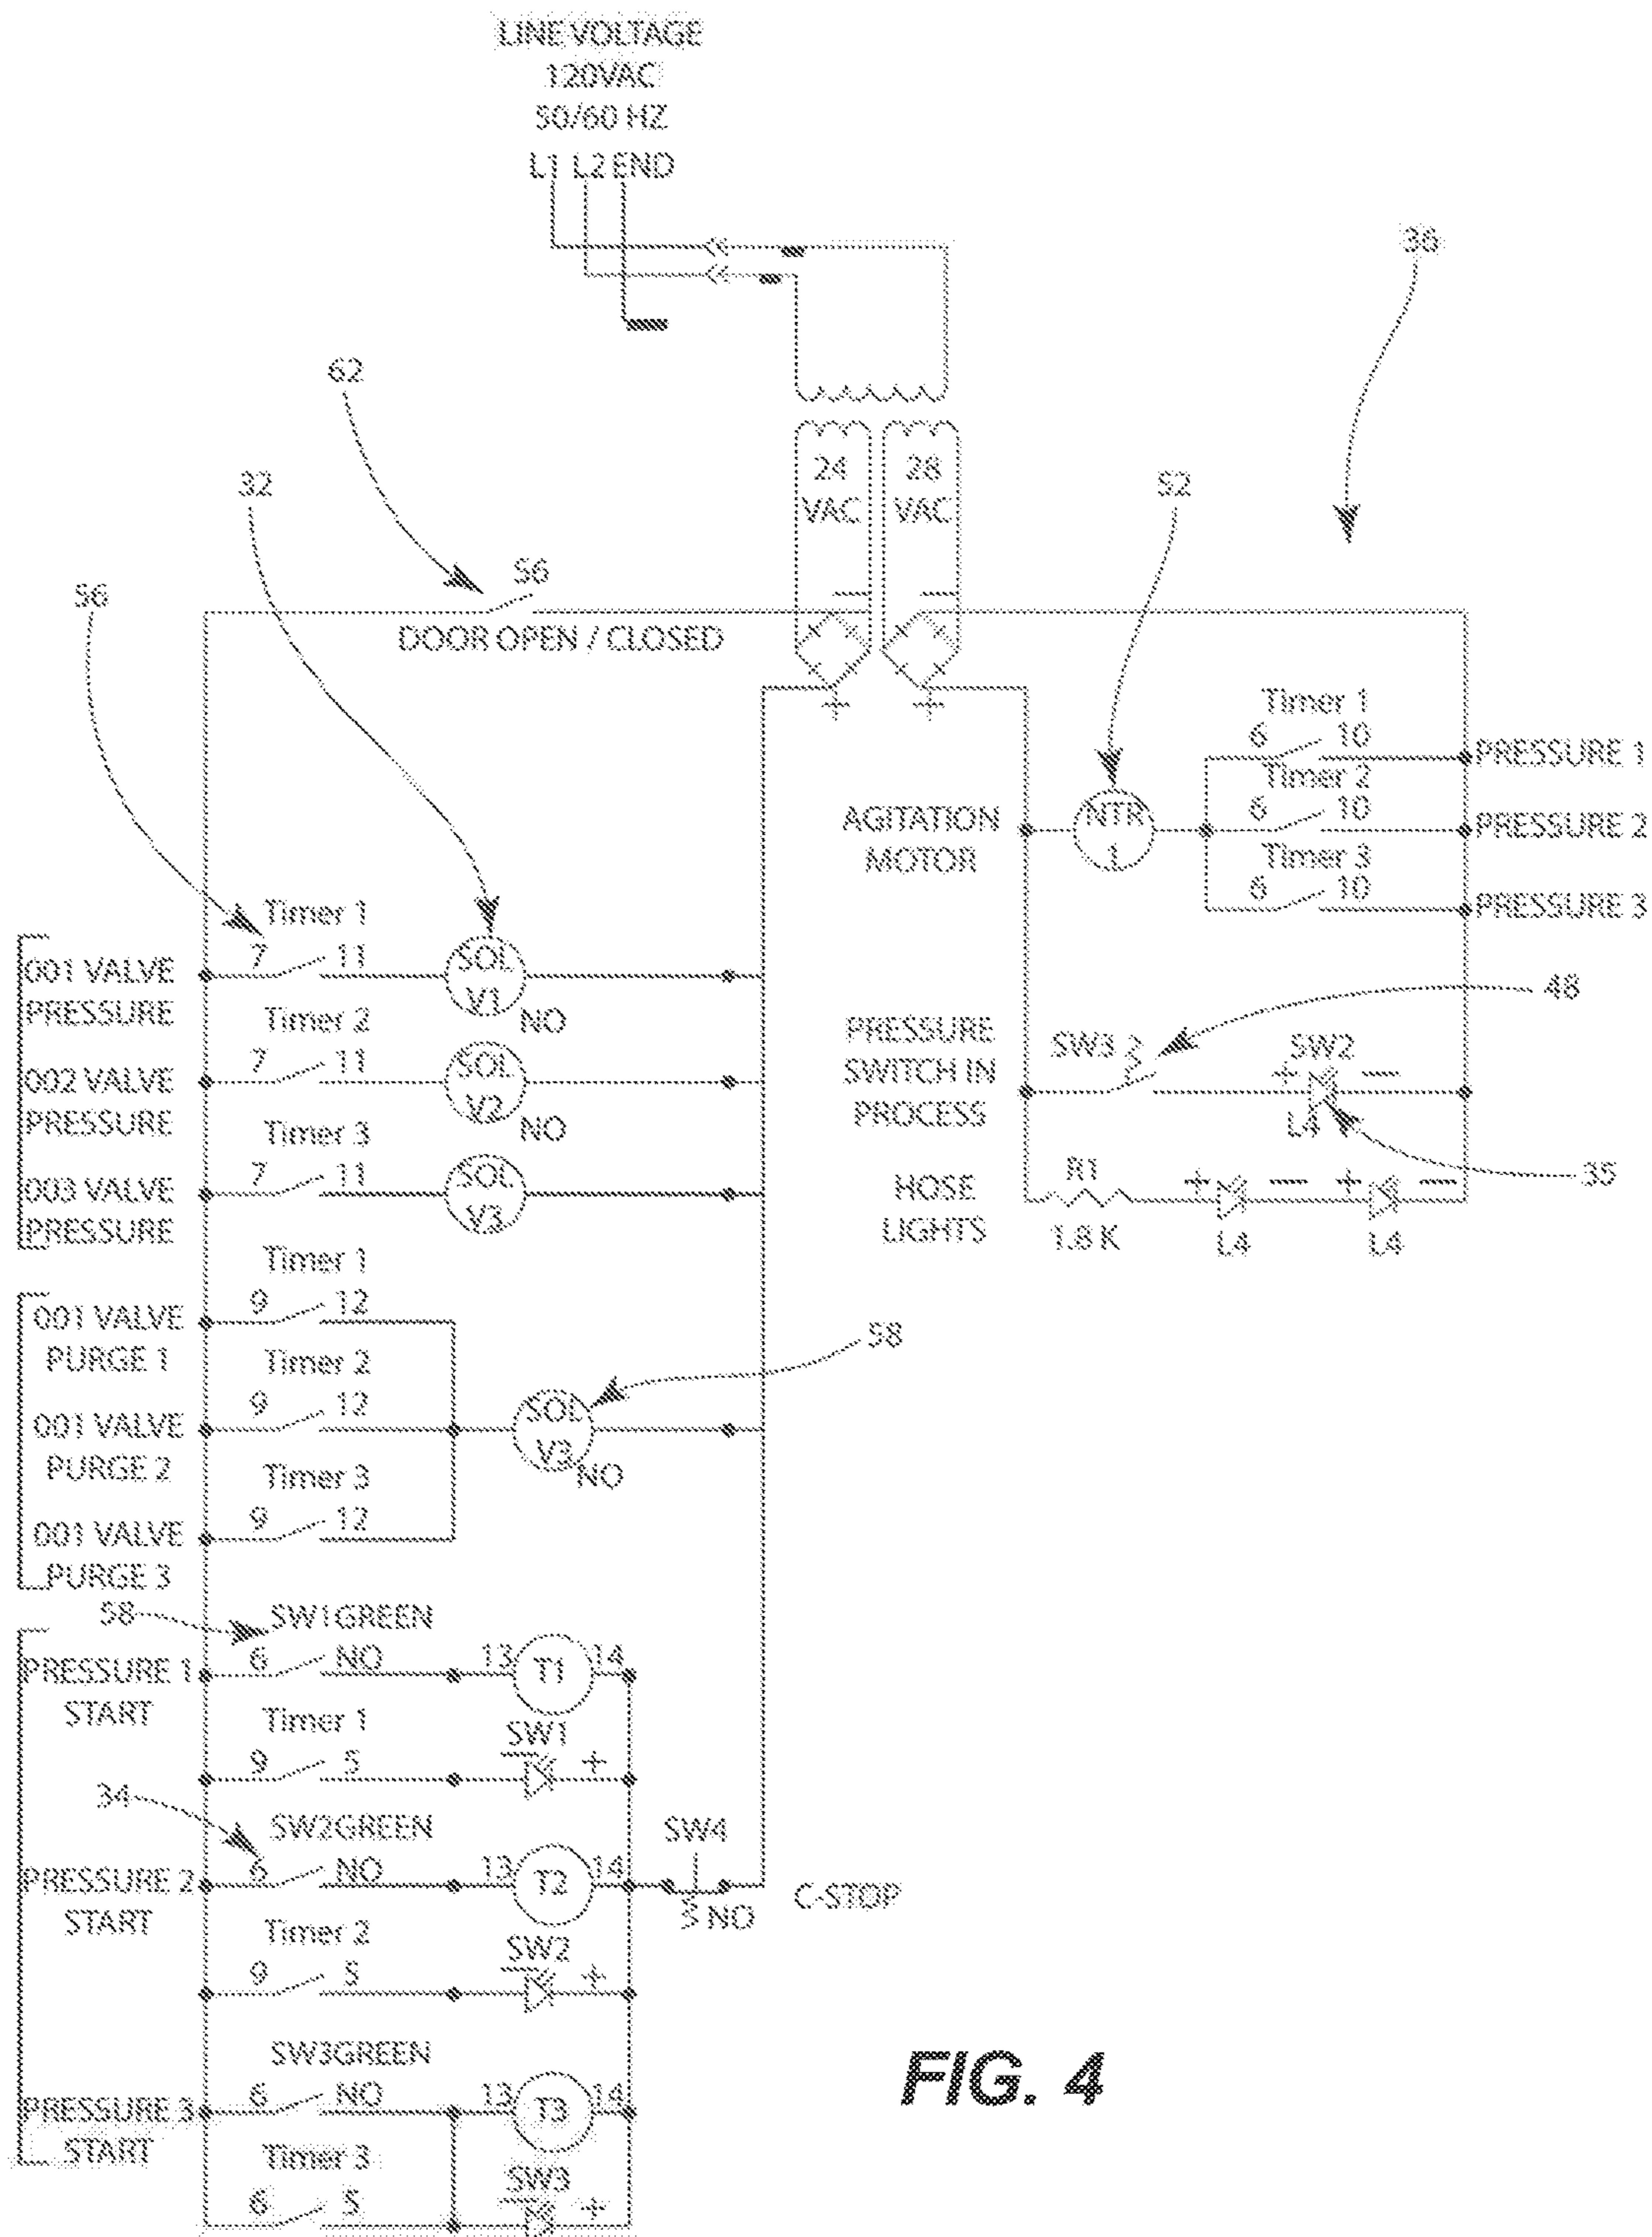 LINE VOLTAGE
120VAC
50/60 HZ
L1 L2 END
36
62
24
VAC
28
VAC
32
52
56
S6
DOOR OPEN / CLOSED
Timer 1
6 10
PRESSURE 1
Timer 2
6 10
PRESSURE 2
Timer 3
6 10
PRESSURE 3
AGITATION
MOTOR
NTR
1
Timer 1
7 11
001 VALVE
PRESSURE
SOL
V1
NO
Timer 2
7 11
002 VALVE
PRESSURE
SOL
V2
NO
Timer 3
7 11
003 VALVE
PRESSURE
SOL
V3
48
PRESSURE
SWITCH IN
PROCESS
SW3
SW2
+ —
L4
35
HOSE
LIGHTS
R1
1.8 K
+ — + —
L4 L4
Timer 1
9 12
001 VALVE
PURGE 1
Timer 2
9 12
001 VALVE
PURGE 2
Timer 3
9 12
001 VALVE
PURGE 3
58
SOL
V3
NO
58
SW1GREEN
6 NO 13 T1 14
PRESSURE 1
START
Timer 1
9 5
SW1
+
34
SW2GREEN
6 NO 13 T2 14
PRESSURE 2
START
SW4
NO
C-STOP
Timer 2
9 5
SW2
+
SW3GREEN
6 NO 13 T3 14
PRESSURE 3
START
Timer 3
6 5
SW3
+
FIG. 4